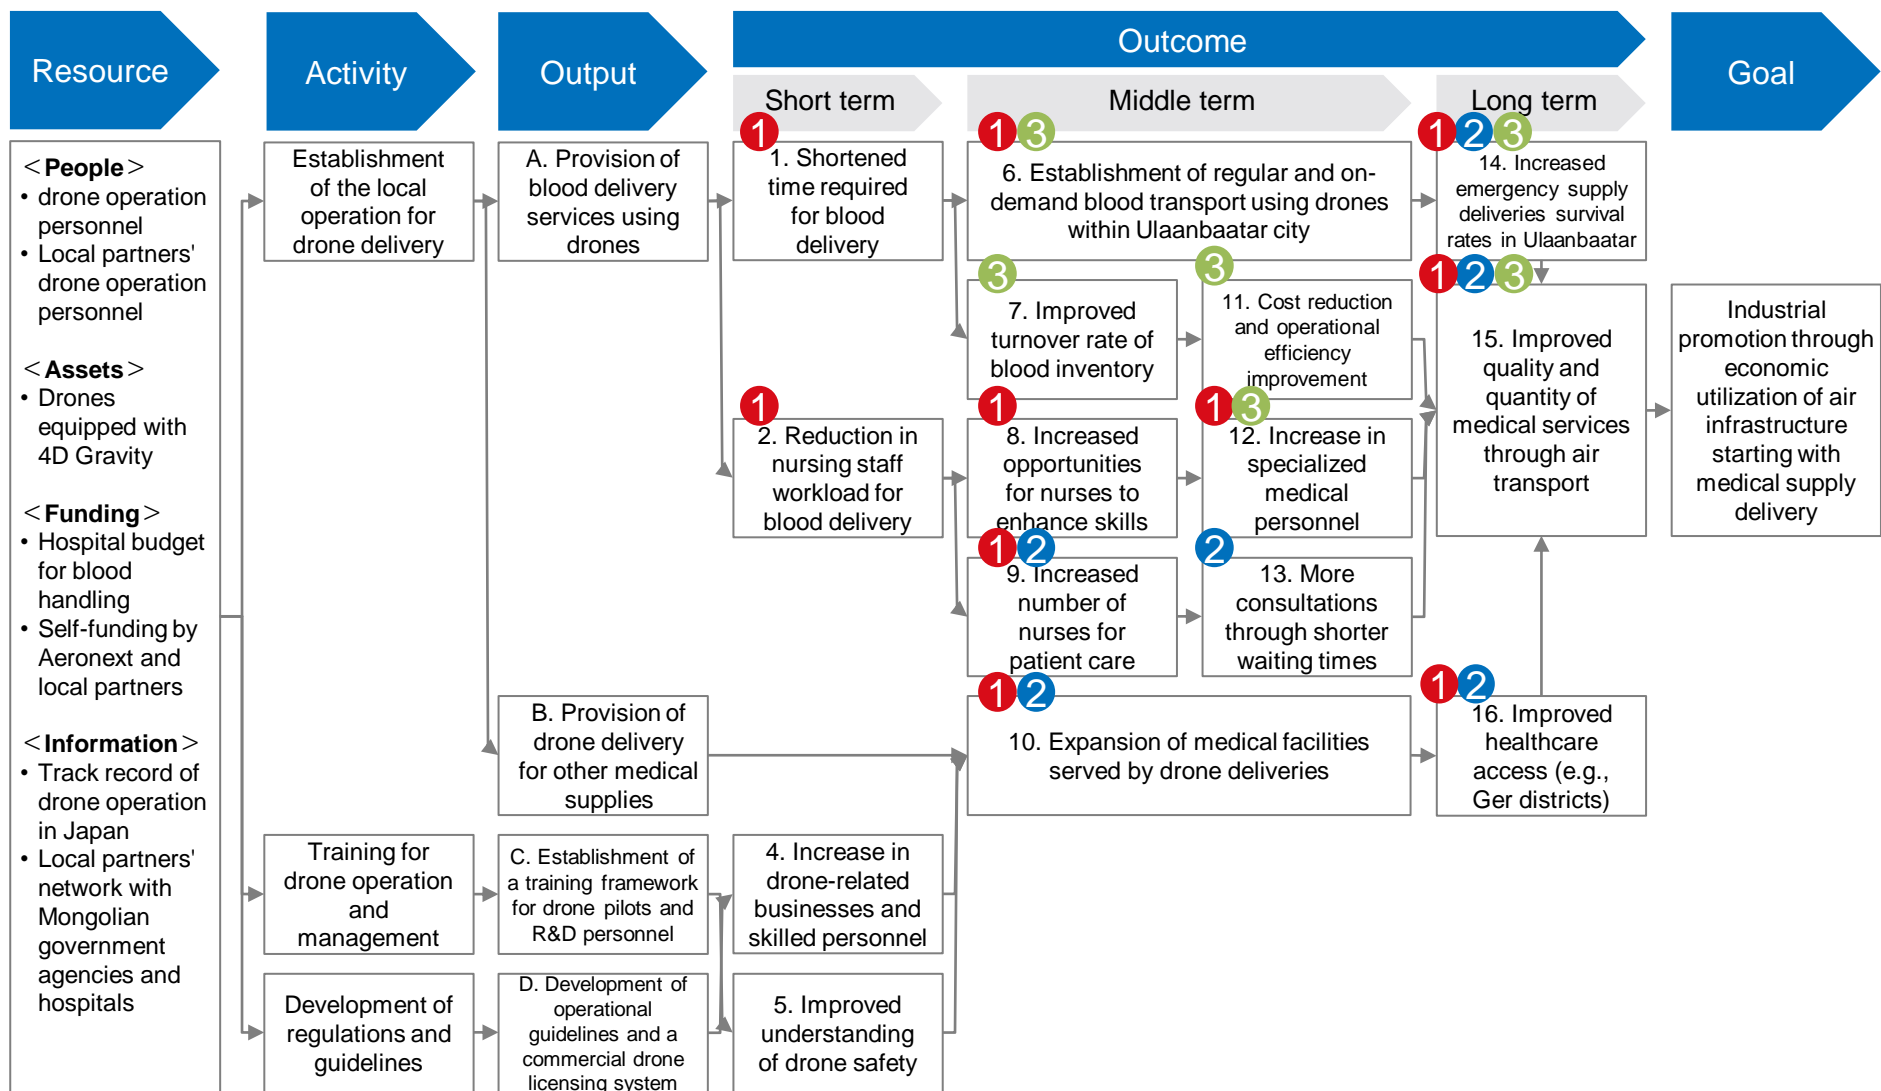 Resource
Activity
Output
Outcome
Goal
Short term
Middle term
Long term
<People>
• drone operation
personnel
• Local partners'
drone operation
personnel
<Assets>
• Drones
equipped with
4D Gravity
<Funding>
• Hospital budget
for blood
handling
• Self-funding by
Aeronext and
local partners
<Information>
• Track record of
drone operation
in Japan
• Local partners'
network with
Mongolian
government
agencies and
hospitals
Establishment
of the local
operation for
drone delivery
Training for
drone operation
and
management
Development of
regulations and
guidelines
A. Provision of
blood delivery
services using
drones
B. Provision of
drone delivery
for other medical
supplies
C. Establishment of
a training framework
for drone pilots and
R&D personnel
D. Development of
operational
guidelines and a
commercial drone
licensing system
1
1. Shortened
time required
for blood
delivery
1
2. Reduction in
nursing staff
workload for
blood delivery
4. Increase in
drone-related
businesses and
skilled personnel
5. Improved
understanding
of drone safety
1 3
6. Establishment of regular and on-
demand blood transport using drones
within Ulaanbaatar city
3
7. Improved
turnover rate of
blood inventory
1
8. Increased
opportunities
for nurses to
enhance skills
1 2
9. Increased
number of
nurses for
patient care
1 2
10. Expansion of medical facilities
served by drone deliveries
3
11. Cost reduction
and operational
efficiency
improvement
1 3
12. Increase in
specialized
medical
personnel
2
13. More
consultations
through shorter
waiting times
1 2 3
14. Increased
emergency supply
deliveries survival
rates in Ulaanbaatar
1 2 3
15. Improved
quality and
quantity of
medical services
through air
transport
1 2
16. Improved
healthcare
access (e.g.,
Ger districts)
Industrial
promotion through
economic
utilization of air
infrastructure
starting with
medical supply
delivery